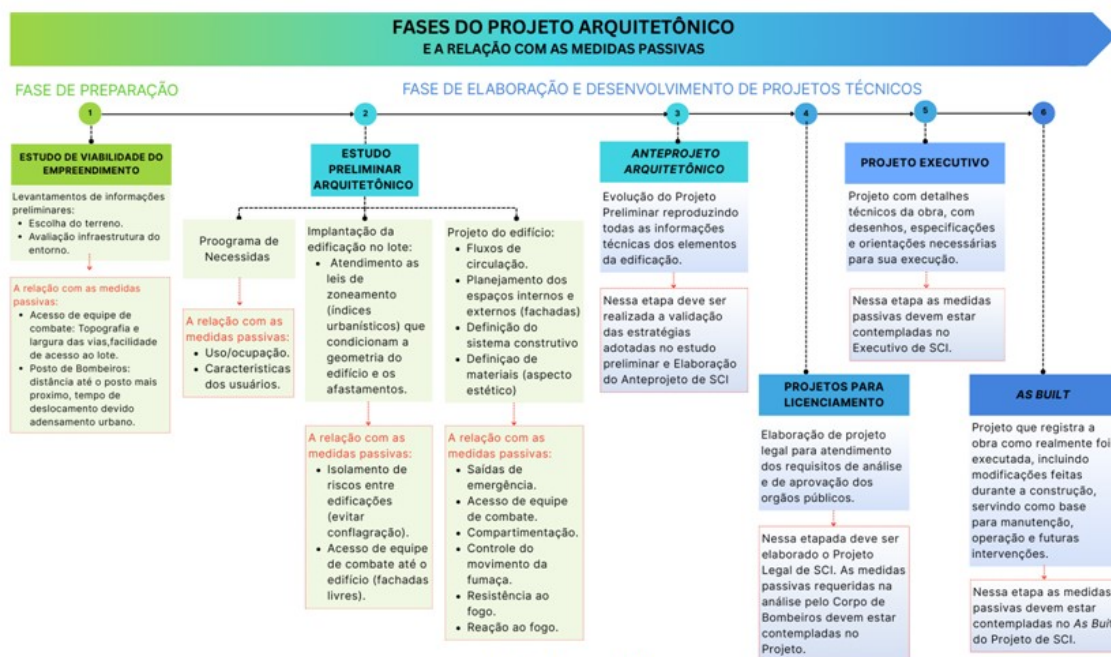 FASES DO PROJETO ARQUITETÔNICO
E A RELAÇÃO COM AS MEDIDAS PASSIVAS
FASE DE PREPARAÇÃO
FASE DE ELABORAÇÃO E DESENVOLVIMENTO DE PROJETOS TÉCNICOS
1
2
3
4
5
6
ESTUDO DE VIABILIDADE DO
EMPREENDIMENTO
Levantamentos de informações
preliminares:
• Escolha do terreno.
• Avaliação infraestrutura do
entorno.
A relação com as medidas
passivas:
• Acesso de equipe de
combate: Topografia e
largura das vias,facilidade
de acesso ao lote.
• Posto de Bombeiros:
distância até o posto mais
proximo, tempo de
deslocamento devido
adensamento urbano.
ESTUDO
PRELIMINAR
ARQUITETÔNICO
Proograma de
Necessidas
A relação com as
medidas passivas:
• Uso/ocupação.
• Caracteristicas
dos usuários.
Implantação da
edificação no lote:
• Atendimento as
leis de
zoneamento
(índices
urbanísticos) que
condicionam a
geometria do
edifício e os
afastamentos.
A relação com as
medidas passivas:
• Isolamento de
riscos entre
edificações
(evitar
conflagração).
• Acesso de equipe
de combate até o
edifício (fachadas
livres).
Projeto do edifício:
• Fluxos de
circulação.
• Planejamento dos
espaços internos e
externos (fachadas)
• Definição do
sistema construtivo
• Definiçao de
materiais (aspecto
estético)
A relação com as
medidas passivas:
• Saídas de
emergência.
• Acesso de equipe
de combate.
• Compartimentação.
• Controle do
movimento da
fumaça.
• Resistência ao
fogo.
• Reação ao fogo.
ANTEPROJETO
ARQUITETÔNICO
Evolução do Projeto
Preliminar reproduzindo
todas as informações
técnicas dos elementos
da edificação.
Nessa etapa deve ser
realizada a validação
das estratégias
adotadas no estudo
preliminar e Elaboração
do Anteprojeto de SCI
PROJETOS PARA
LICENCIAMENTO
Elaboração de projeto
legal para atendimento
dos requisitos de análise
e de aprovação dos
orgãos públicos.
Nessa etapada deve ser
elaborado o Projeto
Legal de SCI. As medidas
passivas requeridas na
análise pelo Corpo de
Bombeiros devem estar
contempladas no
Projeto.
PROJETO EXECUTIVO
Projeto com detalhes
técnicos da obra, com
desenhos, especificações
e orientações necessárias
para sua execução.
Nessa etapa as medidas
passivas devem estar
contempladas no
Executivo de SCI.
AS BUILT
Projeto que registra a
obra como realmente foi
executada, incluindo
modificações feitas
durante a construção,
servindo como base
para manutenção,
operação e futuras
intervenções.
Nessa etapa as medidas
passivas devem estar
contempladas no As Built
do Projeto de SCI.